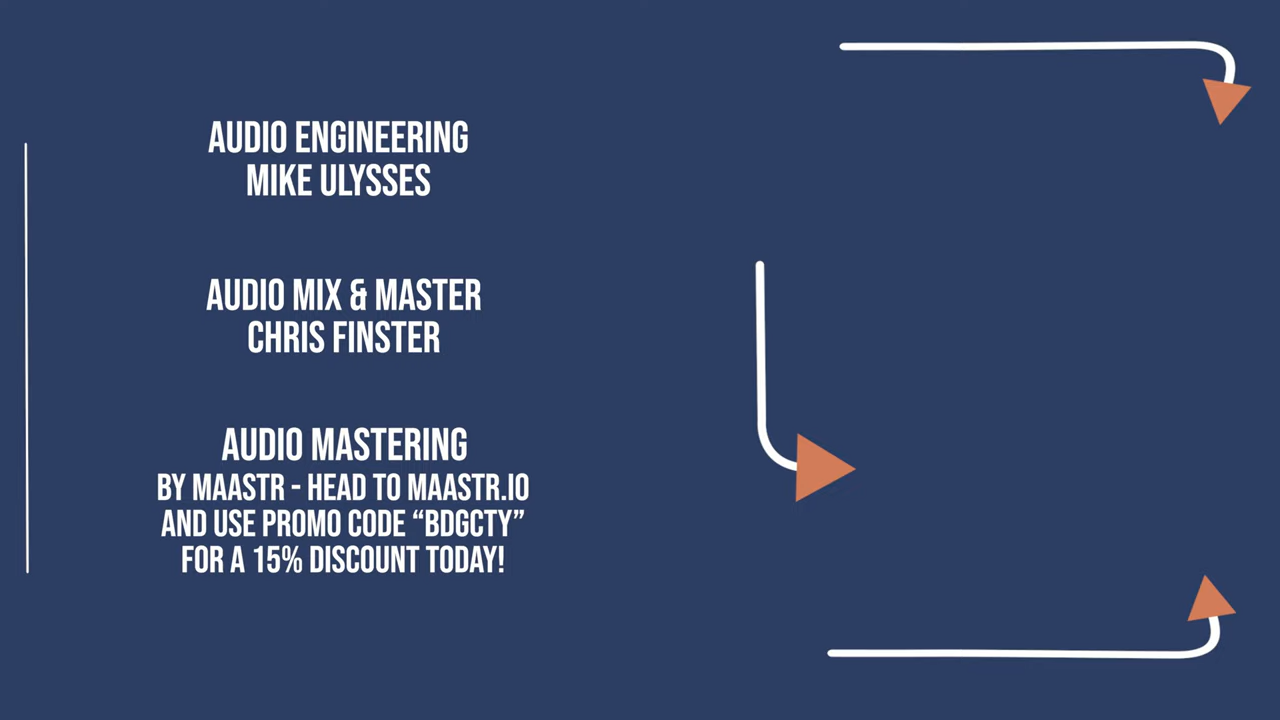 AUDIO ENGINEERING
MIKE ULYSSES
AUDIO MIX & MASTER
CHRIS FINSTER
AUDIO MASTERING
BY MAASTR - HEAD TO MAASTR.IO
AND USE PROMO CODE “BDGCTY”
FOR A 15% DISCOUNT TODAY!